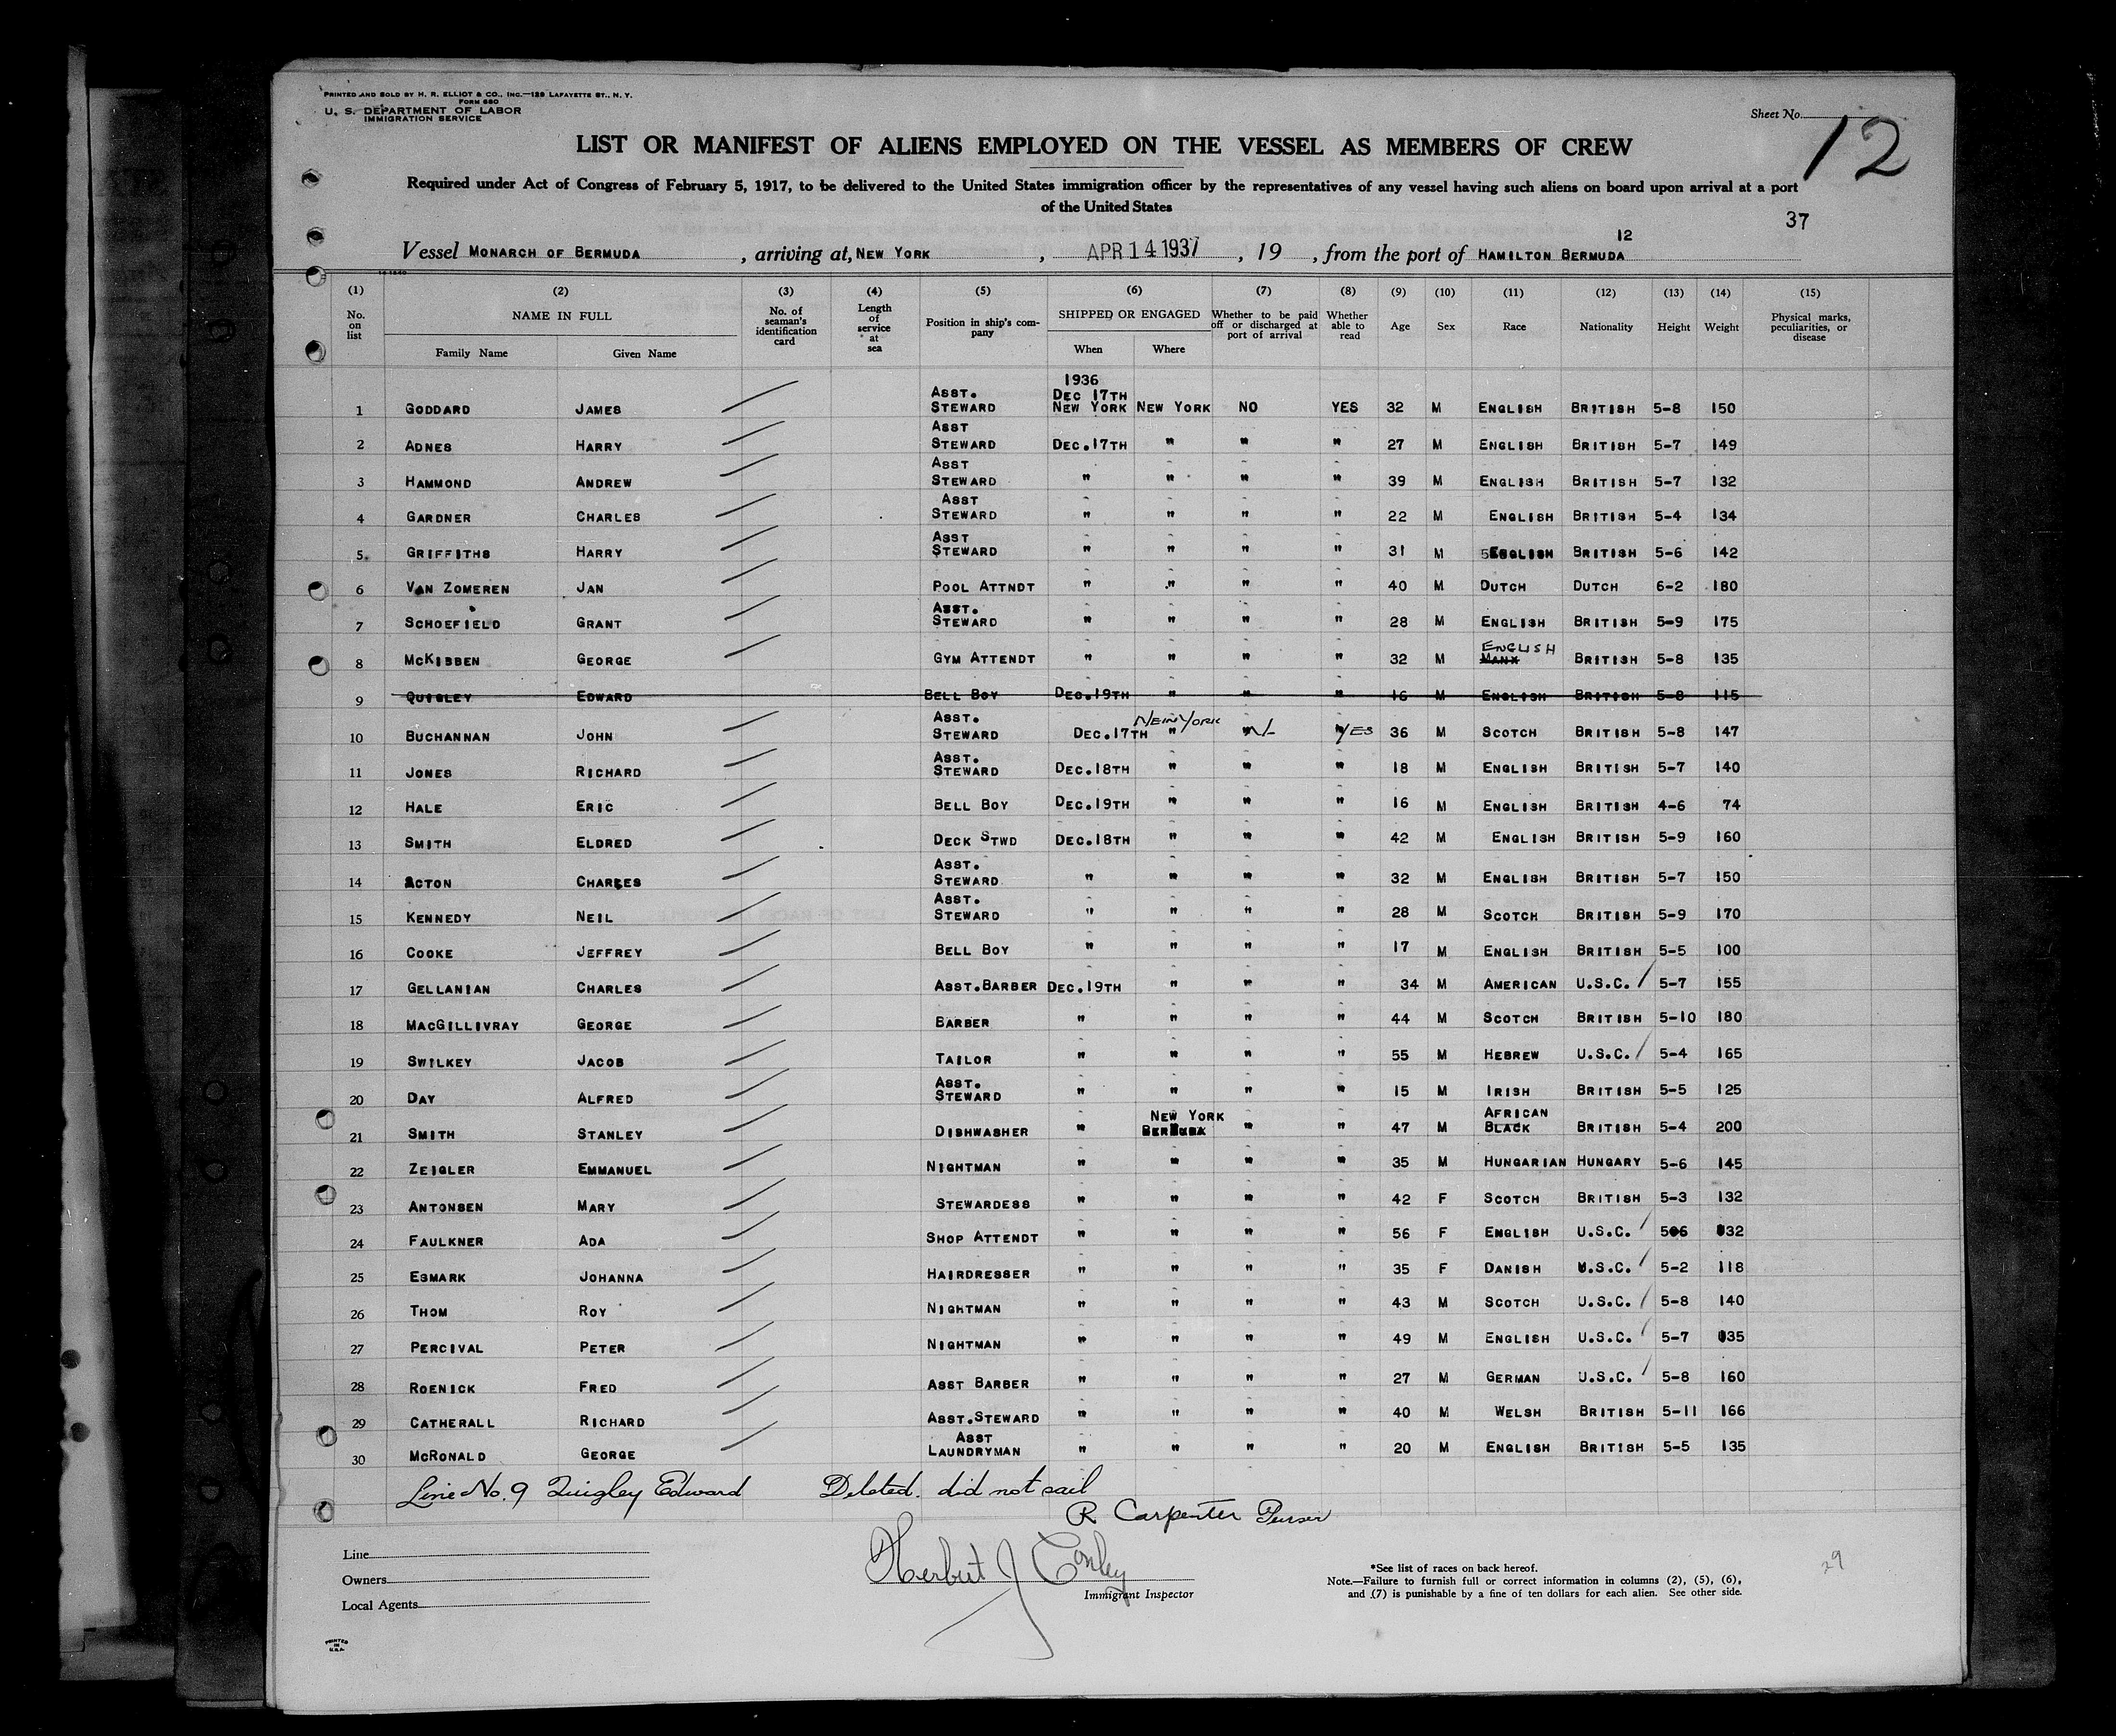 PRINTED AND SOLD BY H. R. ELLIOT & CO., INC.—129 LAFAYETTE ST., N. Y.
FORM 680
U. S. DEPARTMENT OF LABOR
IMMIGRATION SERVICE
Sheet No.
12
LIST OR MANIFEST OF ALIENS EMPLOYED ON THE VESSEL AS MEMBERS OF CREW
Required under Act of Congress of February 5, 1917, to be delivered to the United States immigration officer by the representatives of any vessel having such aliens on board upon arrival at a port
of the United States
37
12
Vessel MONARCH OF BERMUDA, arriving at, NEW YORK, APR 14 1937, 19 , from the port of HAMILTON BERMUDA
(1) (2) (3) (4) (5) (6) (7) (8) (9) (10) (11) (12) (13) (14) (15)
No. on list NAME IN FULL Family Name Given Name No. of seaman's identification card Length of service at sea Position in ship's company SHIPPED OR ENGAGED When Where Whether to be paid off or discharged at port of arrival Whether able to read Age Sex Race Nationality Height Weight Physical marks, peculiarities, or disease
1 GODDARD JAMES ASST. STEWARD 1936 DEC 17TH NEW YORK NEW YORK NO YES 32 M ENGLISH BRITISH 5-8 150
2 ADNES HARRY ASST STEWARD DEC.17TH " " " 27 M ENGLISH BRITISH 5-7 149
3 HAMMOND ANDREW ASST STEWARD " " " " 39 M ENGLISH BRITISH 5-7 132
4 GARDNER CHARLES ASST STEWARD " " " " 22 M ENGLISH BRITISH 5-4 134
5 GRIFFITHS HARRY ASST STEWARD " " " " 31 M ENGLISH BRITISH 5-6 142
6 VAN ZOMEREN JAN POOL ATTNDT " " " " 40 M DUTCH DUTCH 6-2 180
7 SCHOEFIELD GRANT ASST. STEWARD " " " " 28 M ENGLISH BRITISH 5-9 175
8 MCKIBBEN GEORGE GYM ATTENDT " " " " 32 M ENGLISH MANX BRITISH 5-8 135
9 QUIGLEY EDWARD BELL BOY DEC.19TH " " " 16 M ENGLISH BRITISH 5-8 115
10 BUCHANNAN JOHN ASST. STEWARD DEC.17TH NEW YORK " " YES 36 M SCOTCH BRITISH 5-8 147
11 JONES RICHARD ASST. STEWARD DEC.18TH " " " 18 M ENGLISH BRITISH 5-7 140
12 HALE ERIC BELL BOY DEC.19TH " " " 16 M ENGLISH BRITISH 4-6 74
13 SMITH ELDRED DECK STWD DEC.18TH " " " 42 M ENGLISH BRITISH 5-9 160
14 ACTON CHARLES ASST. STEWARD " " " " 32 M ENGLISH BRITISH 5-7 150
15 KENNEDY NEIL ASST. STEWARD " " " " 28 M SCOTCH BRITISH 5-9 170
16 COOKE JEFFREY BELL BOY " " " " 17 M ENGLISH BRITISH 5-5 100
17 GELLANIAN CHARLES ASST.BARBER DEC.19TH " " " 34 M AMERICAN U.S.C. 5-7 155
18 MACGILLIVRAY GEORGE BARBER " " " " 44 M SCOTCH BRITISH 5-10 180
19 SWILKEY JACOB TAILOR " " " " 55 M HEBREW U.S.C. 5-4 165
20 DAY ALFRED ASST. STEWARD " " " " 15 M IRISH BRITISH 5-5 125
21 SMITH STANLEY DISHWASHER " NEW YORK BERMUDA " " 47 M AFRICAN BLACK BRITISH 5-4 200
22 ZEIGLER EMMANUEL NIGHTMAN " " " " 35 M HUNGARIAN HUNGARY 5-6 145
23 ANTONSEN MARY STEWARDESS " " " " 42 F SCOTCH BRITISH 5-3 132
24 FAULKNER ADA SHOP ATTENDT " " " " 56 F ENGLISH U.S.C. 5-6 132
25 ESMARK JOHANNA HAIRDRESSER " " " " 35 F DANISH U.S.C. 5-2 118
26 THOM ROY NIGHTMAN " " " " 43 M SCOTCH U.S.C. 5-8 140
27 PERCIVAL PETER NIGHTMAN " " " " 49 M ENGLISH U.S.C. 5-7 135
28 ROENICK FRED ASST BARBER " " " " 27 M GERMAN U.S.C. 5-8 160
29 CATHERALL RICHARD ASST.STEWARD " " " " 40 M WELSH BRITISH 5-11 166
30 MCRONALD GEORGE ASST LAUNDRYMAN " " " " 20 M ENGLISH BRITISH 5-5 135
Line No. 9 Quigley Edward Deleted. did not sail
R Carpenter Purser
Line
Owners
Local Agents
Herbert J Conley
Immigrant Inspector
*See list of races on back hereof.
Note.—Failure to furnish full or correct information in columns (2), (5), (6),
and (7) is punishable by a fine of ten dollars for each alien. See other side.
29
PRINTED IN U.S.A.